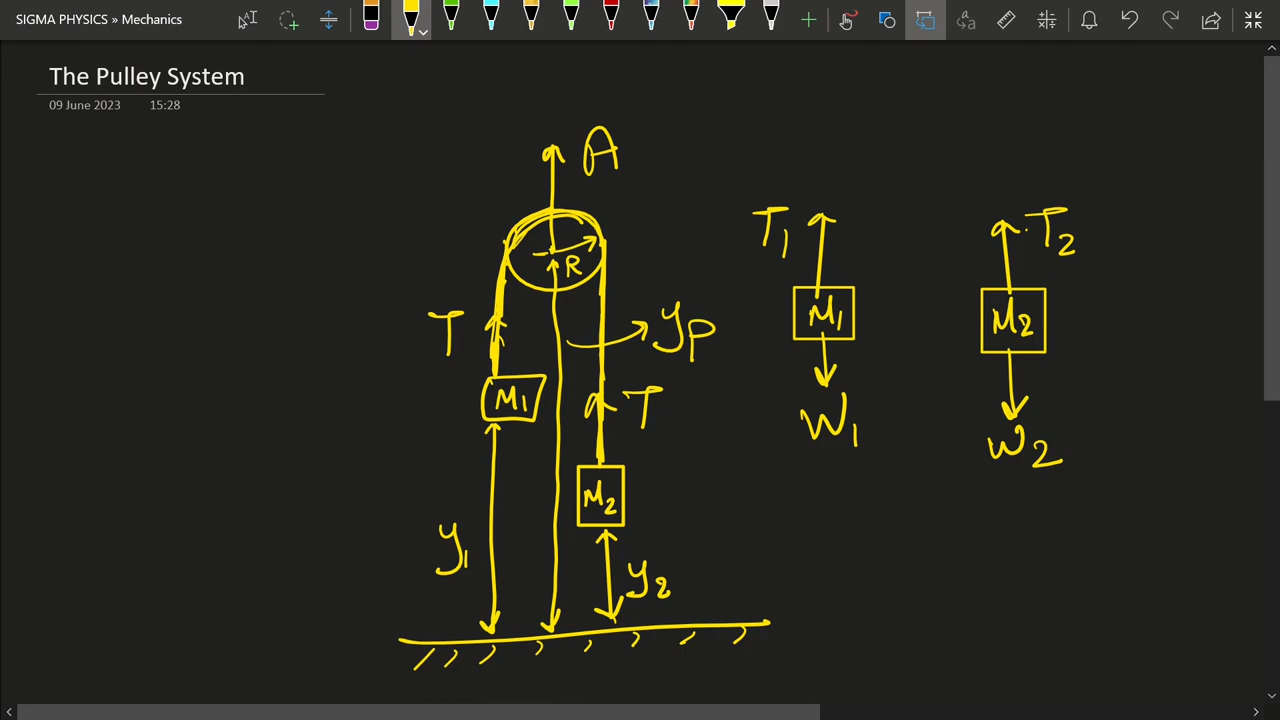 SIGMA PHYSICS » Mechanics
The Pulley System
09 June 2023 15:28
A
R
T
yp
M1
T
M2
y1
y2
T1
M1
W1
T2
M2
W2